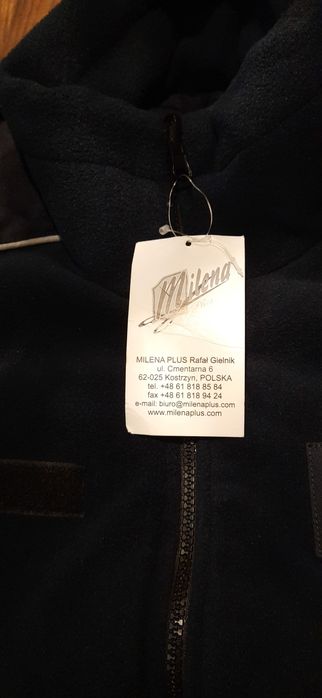 Milena
MILENA PLUS Rafał Gielnik
ul. Cmentarna 6
62-025 Kostrzyn, POLSKA
tel. +48 61 818 85 84
fax +48 61 818 94 24
e-mail: biuro@milenaplus.com
www.milenaplus.com